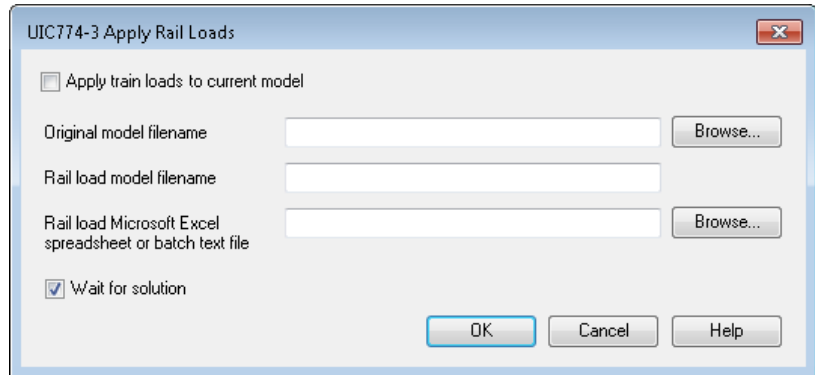 UIC774-3 Apply Rail Loads
Apply train loads to current model
Original model filename
Browse...
Rail load model filename
Rail load Microsoft Excel
spreadsheet or batch text file
Browse...
Wait for solution
OK
Cancel
Help